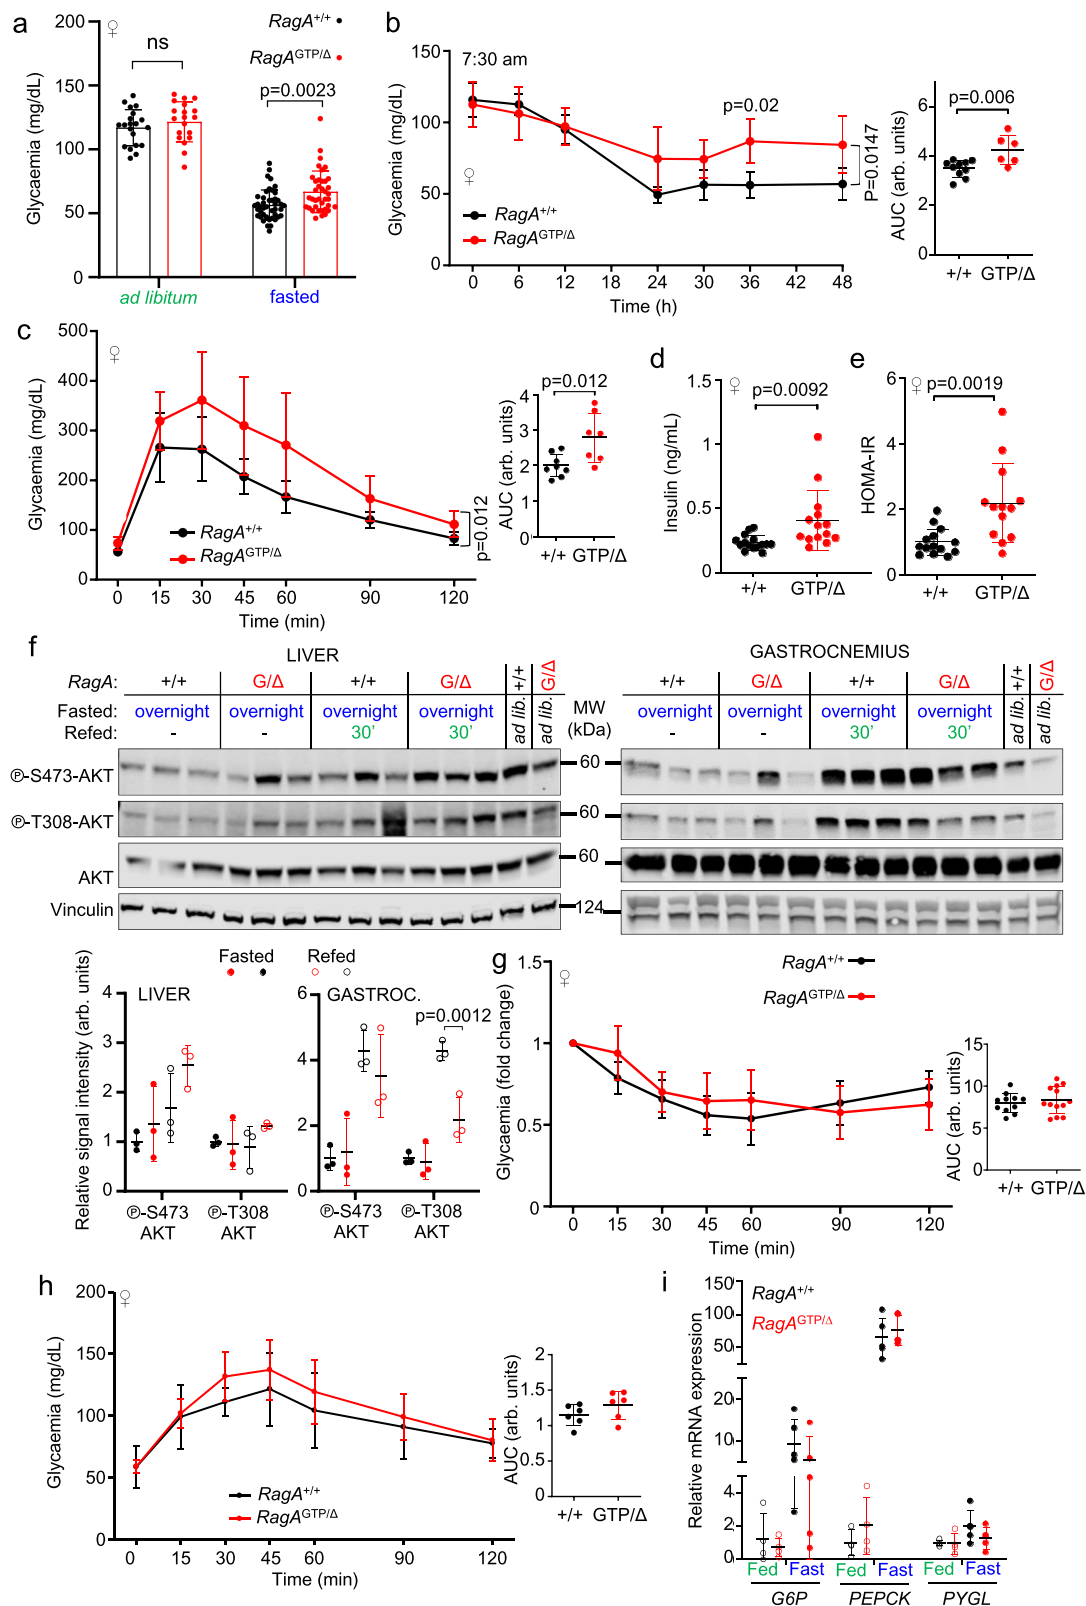 a
♀
RagA+/+
RagAGTP/Δ
ns
p=0.0023
Glycaemia (mg/dL)
200
150
100
50
0
ad libitum
fasted
b
7:30 am
♀
Glycaemia (mg/dL)
150
100
50
0
p=0.02
P=0.0147
RagA+/+
RagAGTP/Δ
0 6 12 18 24 30 36 42 48
Time (h)
p=0.006
AUC (arb. units)
6
4
2
0
+/+ GTP/Δ
c
♀
Glycaemia (mg/dL)
500
400
300
200
100
0
RagA+/+
RagAGTP/Δ
p=0.012
0 15 30 45 60 90 120
Time (min)
p=0.012
AUC (arb. units)
4
3
2
1
0
+/+ GTP/Δ
d
♀
p=0.0092
Insulin (ng/mL)
1.5
1
0.5
0
+/+ GTP/Δ
e
♀
p=0.0019
HOMA-IR
6
4
2
0
+/+ GTP/Δ
f
LIVER
GASTROCNEMIUS
RagA: +/+ G/Δ +/+ G/Δ +/+ G/Δ
+/+ G/Δ +/+ G/Δ +/+ G/Δ
Fasted: overnight overnight overnight overnight ad lib. ad lib.
overnight overnight overnight overnight ad lib. ad lib.
Refed: - - 30' 30'
- - 30' 30'
MW
(kDa)
Ⓟ-S473-AKT
60
Ⓟ-T308-AKT
60
AKT
60
Vinculin
124
Fasted Refed
Relative signal intensity (arb. units)
LIVER
4
3
2
1
0
Ⓟ-S473 Ⓟ-T308
AKT AKT
GASTROC.
p=0.0012
6
4
2
0
Ⓟ-S473 Ⓟ-T308
AKT AKT
g
♀
RagA+/+
RagAGTP/Δ
Glycaemia (fold change)
1.5
1
0.5
0
0 15 30 45 60 90 120
Time (min)
AUC (arb. units)
15
10
5
0
+/+ GTP/Δ
h
♀
Glycaemia (mg/dL)
200
150
100
50
0
RagA+/+
RagAGTP/Δ
0 15 30 45 60 90 120
Time (min)
AUC (arb. units)
2
1.5
1
0.5
0
+/+ GTP/Δ
i
RagA+/+
RagAGTP/Δ
Relative mRNA expression
150
100
50
20
10
4
2
0
Fed Fast Fed Fast Fed Fast
G6P PEPCK PYGL